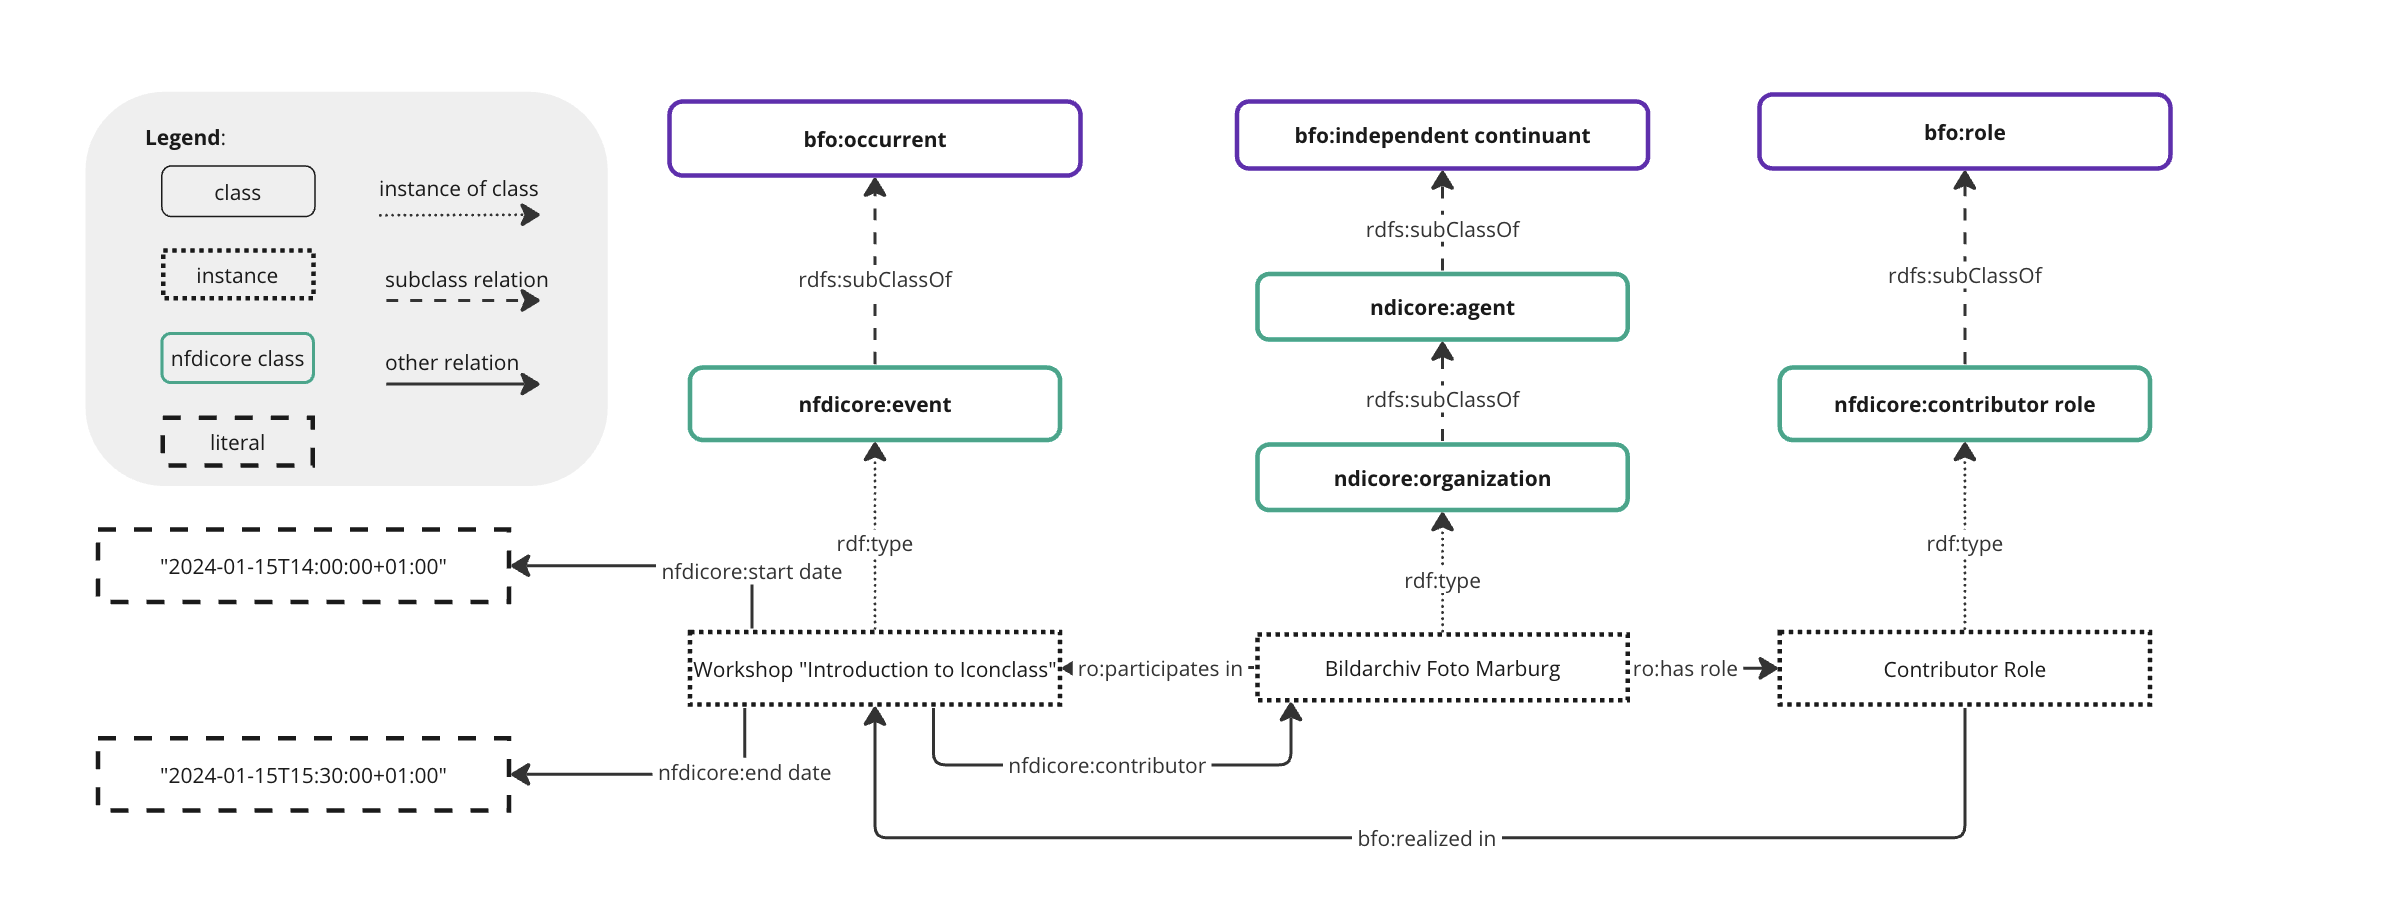 Legend:
class
instance of class
instance
subclass relation
nfdicore class
other relation
literal
bfo:occurrent
bfo:independent continuant
bfo:role
rdfs:subClassOf
rdfs:subClassOf
rdfs:subClassOf
ndicore:agent
rdfs:subClassOf
nfdicore:event
nfdicore:contributor role
ndicore:organization
rdf:type
rdf:type
rdf:type
"2024-01-15T14:00:00+01:00"
nfdicore:start date
Workshop "Introduction to Iconclass"
ro:participates in
Bildarchiv Foto Marburg
ro:has role
Contributor Role
"2024-01-15T15:30:00+01:00"
nfdicore:end date
nfdicore:contributor
bfo:realized in